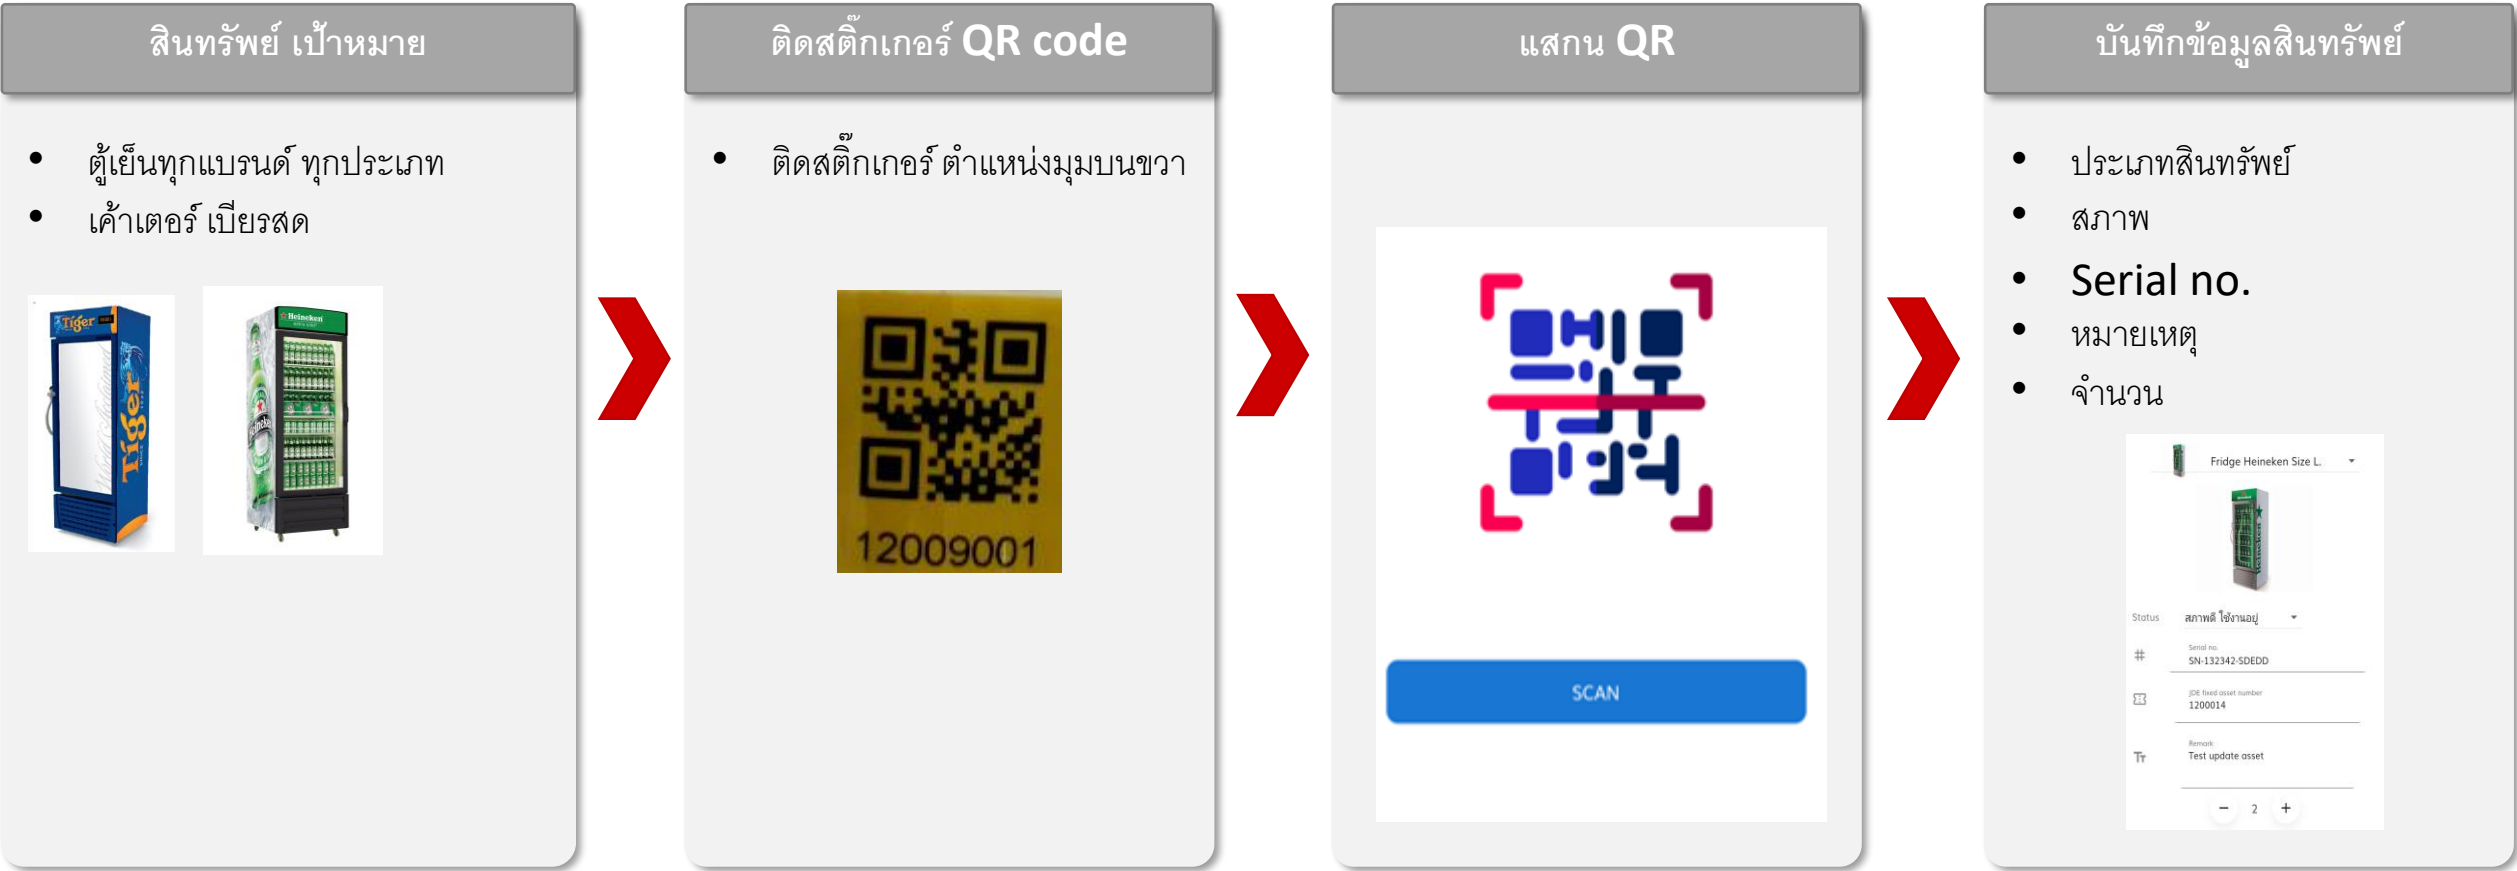 สินทรัพย์ เป้าหมาย
• ตู้เย็นทุกแบรนด์ ทุกประเภท
• เค้าเตอร์ เบียรสด
Tiger
Tiger
Heineken
ติดสติ๊กเกอร์ QR code
• ติดสติ๊กเกอร์ ตำแหน่งมุมบนขวา
12009001
แสกน QR
SCAN
บันทึกข้อมูลสินทรัพย์
• ประเภทสินทรัพย์
• สภาพ
• Serial no.
• หมายเหตุ
• จำนวน
Fridge Heineken Size L.
Heineken
Status สภาพดี ใช้งานอยู่
Serial no.
# SN-132342-SDEDD
JDE fixed asset number
1200014
Remark
Tт Test update asset
− 2 +